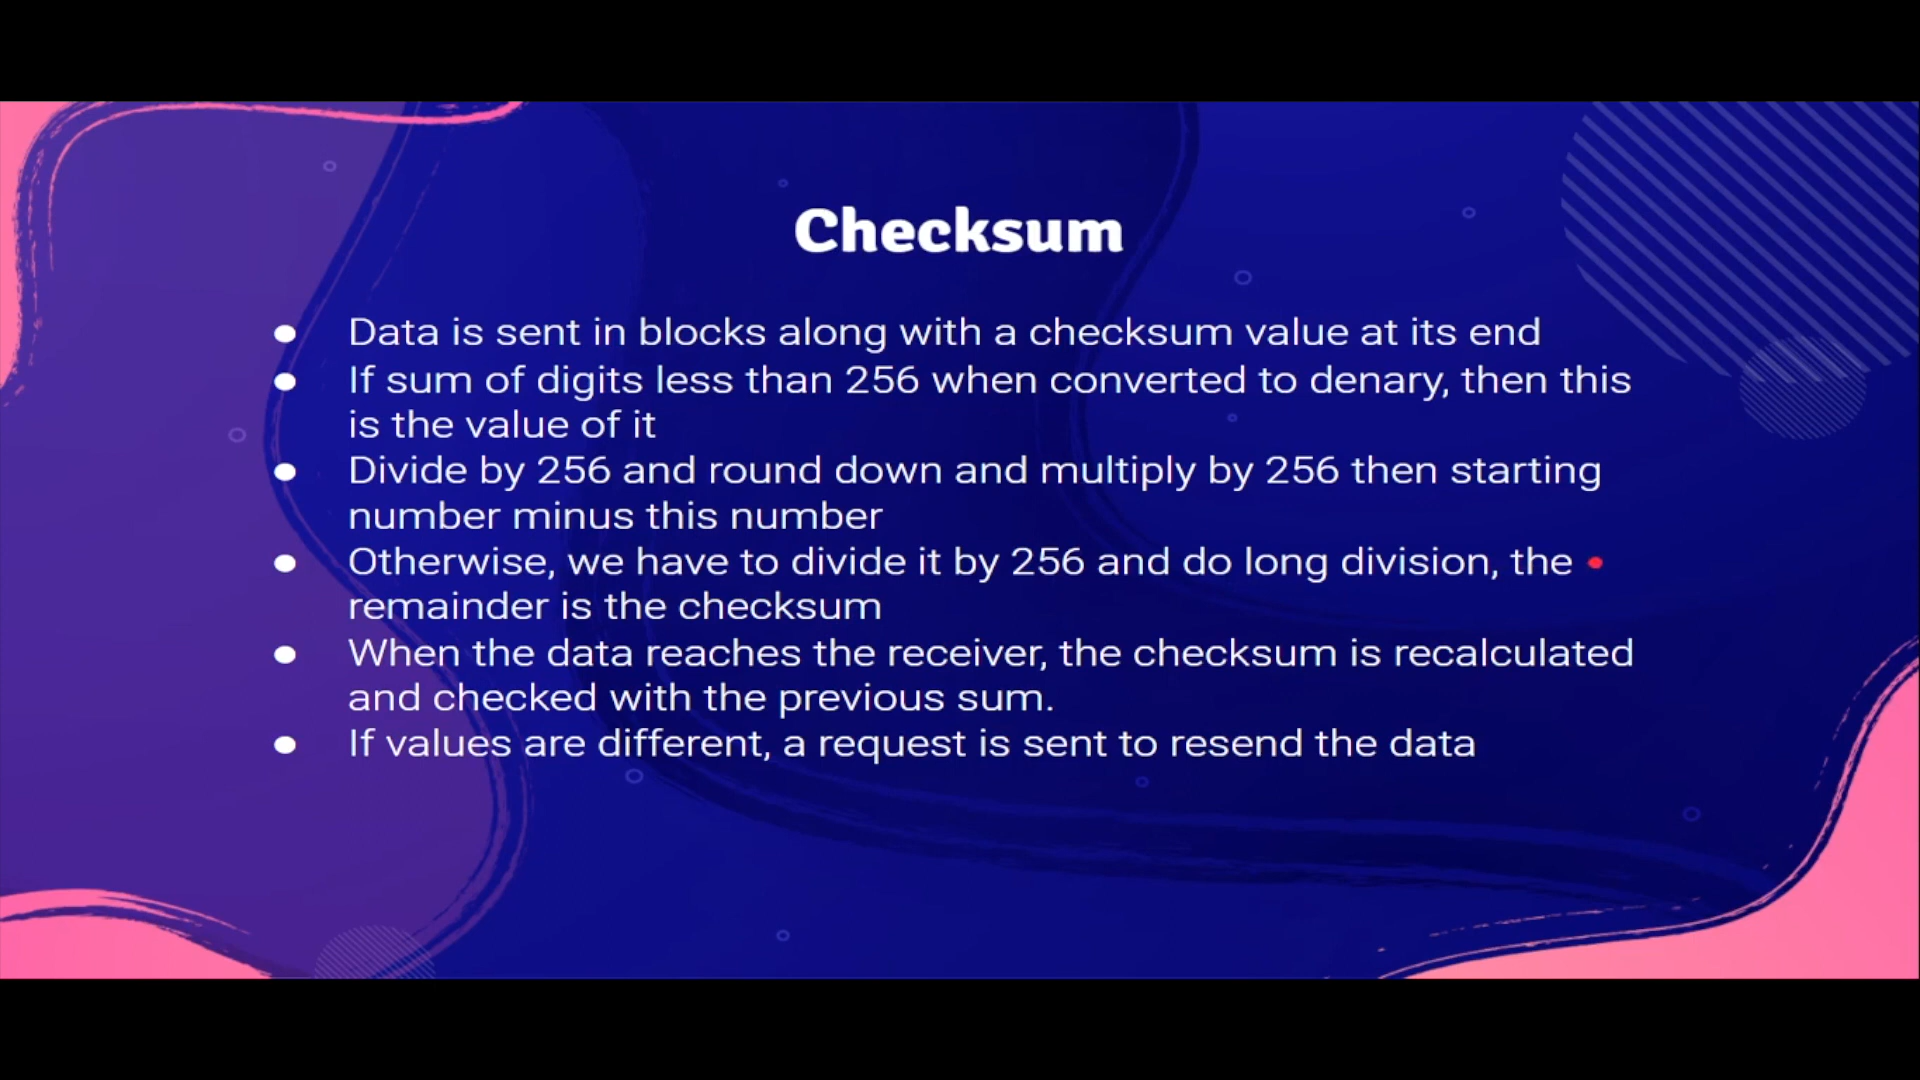 Checksum
● Data is sent in blocks along with a checksum value at its end
● If sum of digits less than 256 when converted to denary, then this
is the value of it
● Divide by 256 and round down and multiply by 256 then starting
number minus this number
● Otherwise, we have to divide it by 256 and do long division, the
remainder is the checksum
● When the data reaches the receiver, the checksum is recalculated
and checked with the previous sum.
● If values are different, a request is sent to resend the data